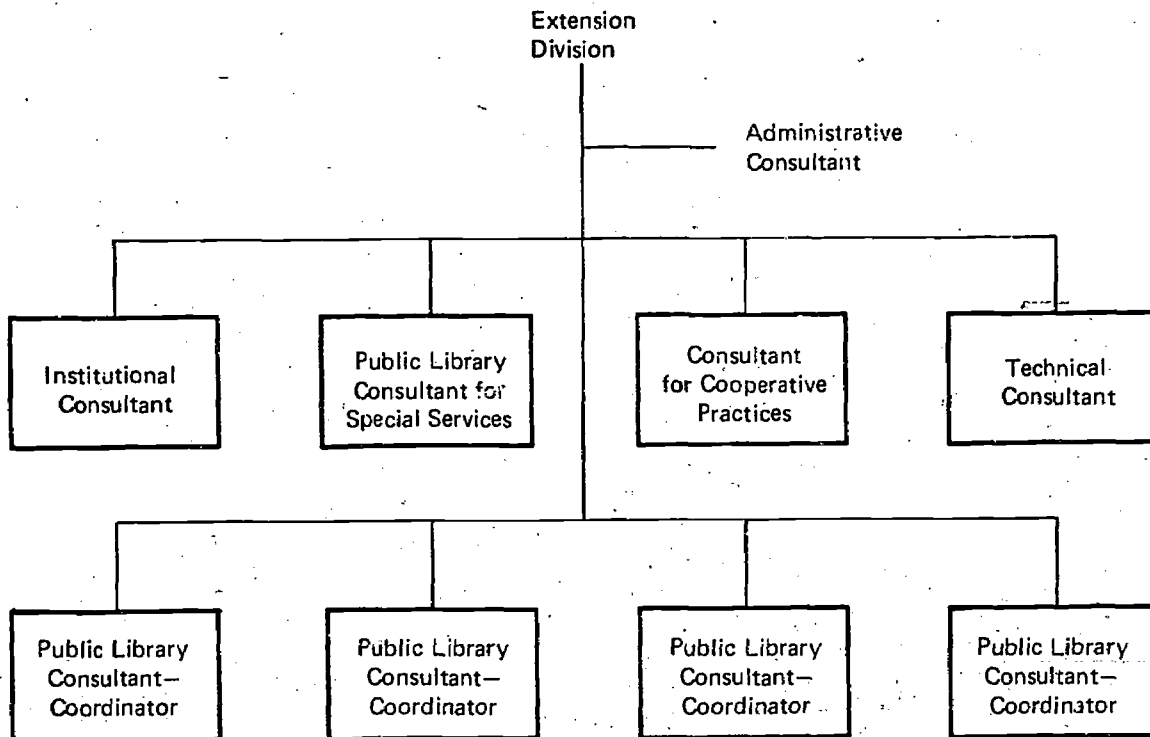 Extension
Division
Administrative
Consultant
Institutional
Consultant
Public Library
Consultant for
Special Services
Consultant
for Cooperative
Practices
Technical
Consultant
Public Library
Consultant—
Coordinator
Public Library
Consultant—
Coordinator
Public Library
Consultant—
Coordinator
Public Library
Consultant—
Coordinator